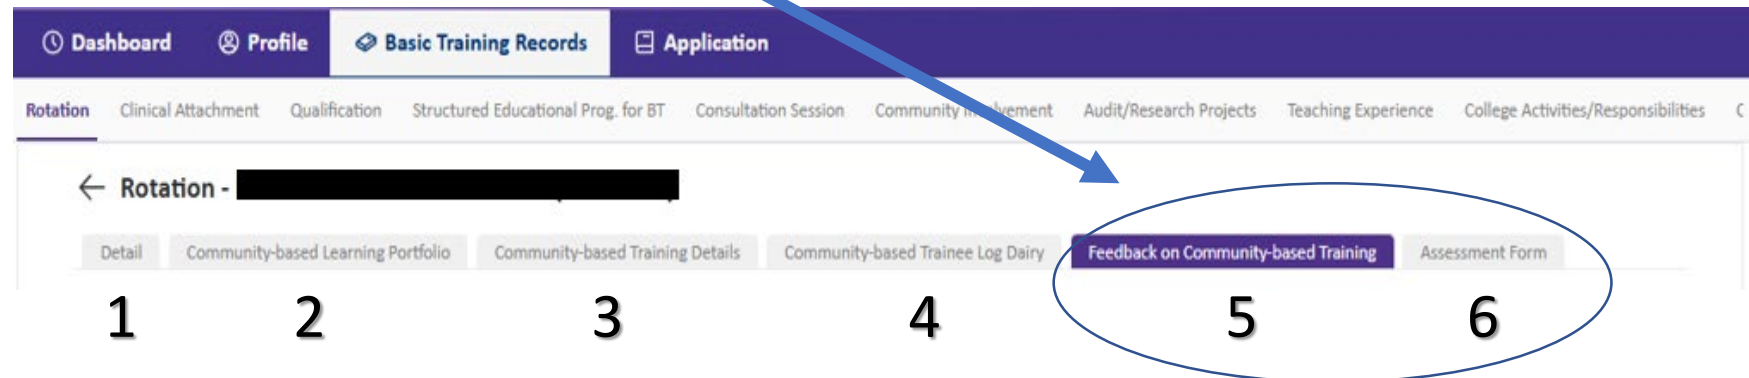 Dashboard Profile Basic Training Records Application
Rotation Clinical Attachment Qualification Structured Educational Prog. for BT Consultation Session Community Involvement Audit/Research Projects Teaching Experience College Activities/Responsibilities
Rotation -
Detail Community-based Learning Portfolio Community-based Training Details Community-based Trainee Log Dairy Feedback on Community-based Training Assessment Form
1 2 3 4 5 6